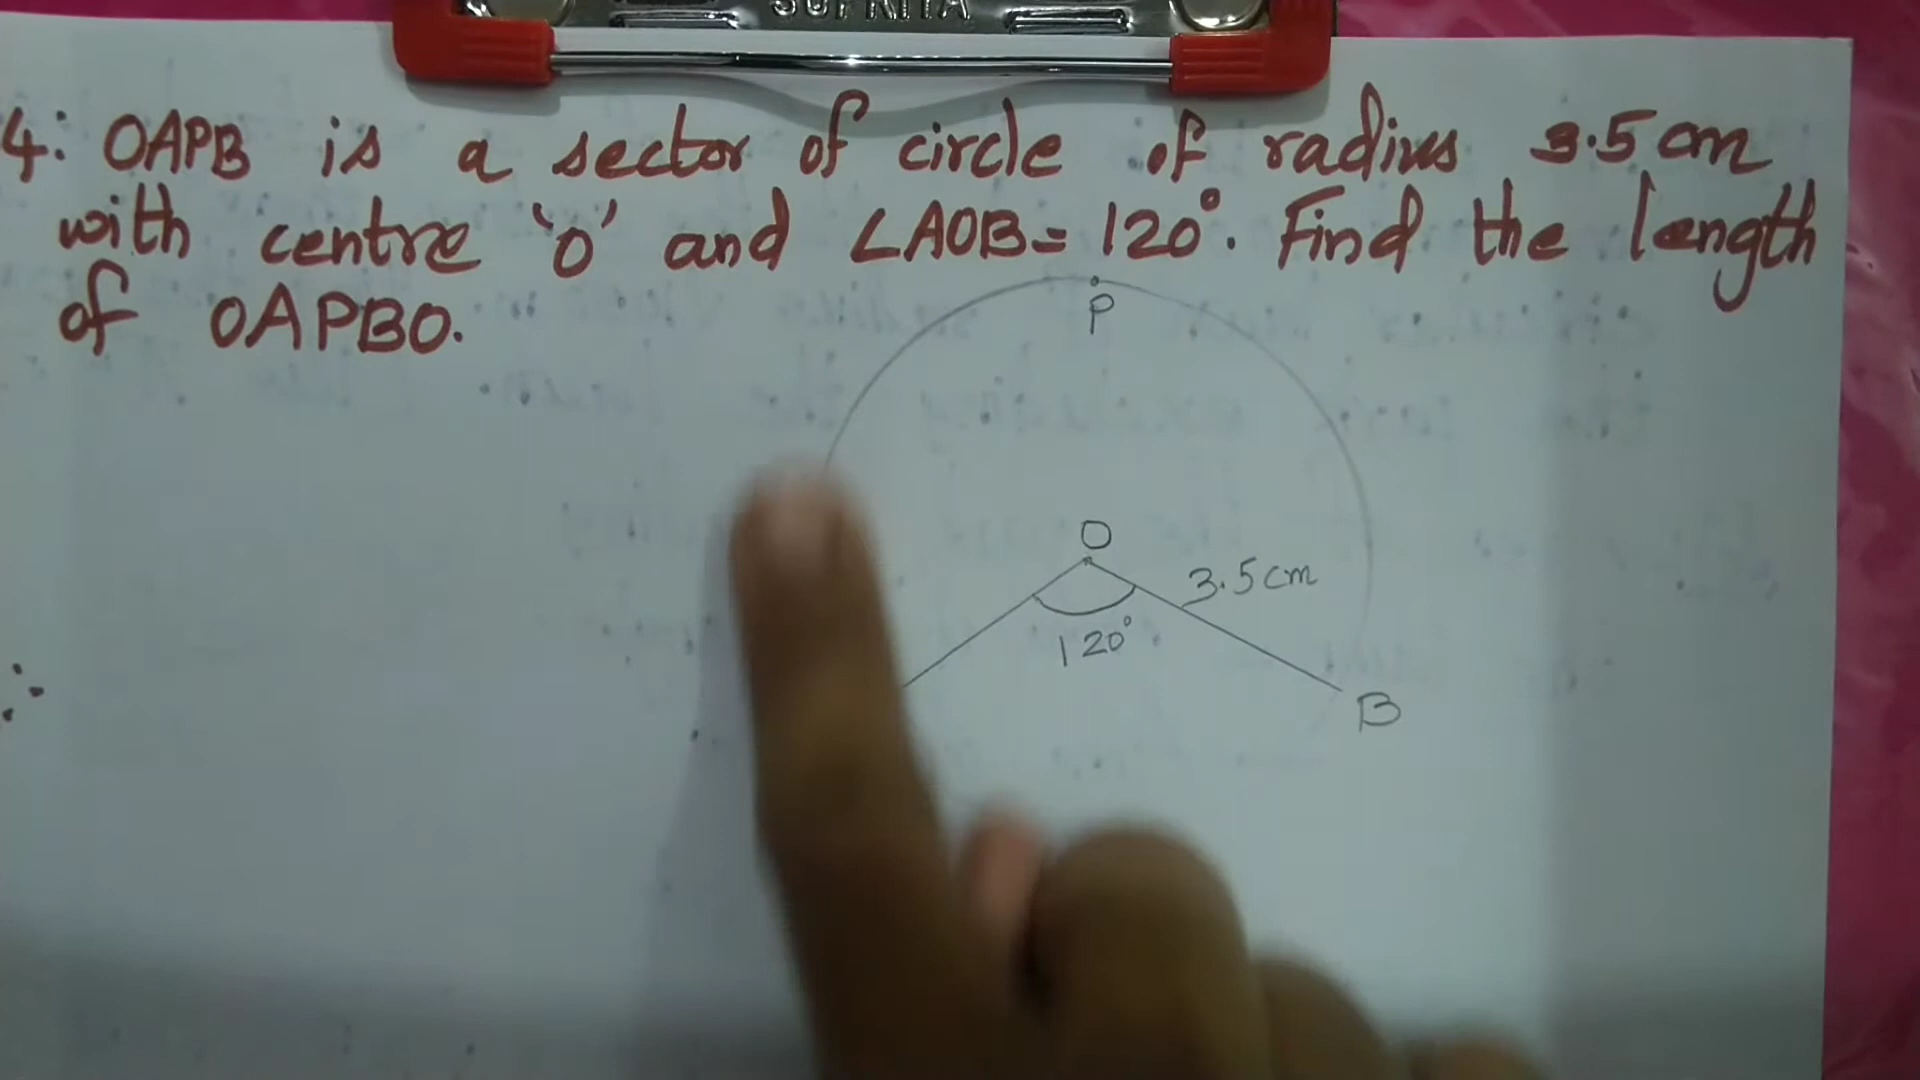 SUPRITA
4: OAPB is a sector of circle of radius 3.5 cm
with centre 'O' and ∠AOB = 120°. Find the length
of OAPBO.
P
O
3.5 cm
120°
B